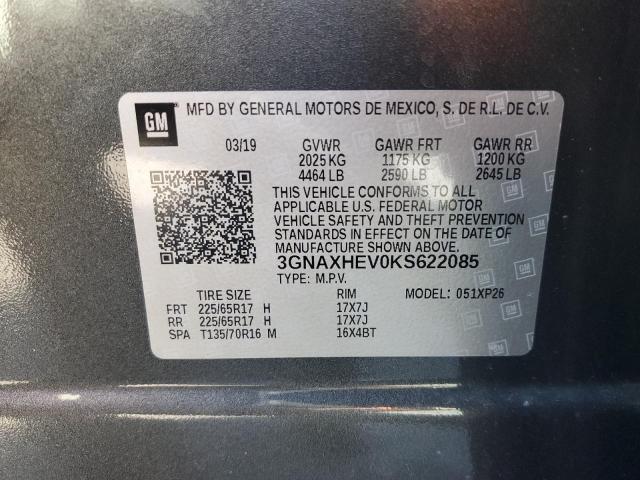 GM
MFD BY GENERAL MOTORS DE MEXICO, S. DE R.L. DE C.V.
03/19 GVWR GAWR FRT GAWR RR
2025 KG 1175 KG 1200 KG
4464 LB 2590 LB 2645 LB
THIS VEHICLE CONFORMS TO ALL
APPLICABLE U.S. FEDERAL MOTOR
VEHICLE SAFETY AND THEFT PREVENTION
STANDARDS IN EFFECT ON THE DATE OF
MANUFACTURE SHOWN ABOVE.
3GNAXHEV0KS622085
TYPE: M.P.V.
TIRE SIZE RIM MODEL: 051XP26
FRT 225/65R17 H 17X7J
RR 225/65R17 H 17X7J
SPA T135/70R16 M 16X4BT